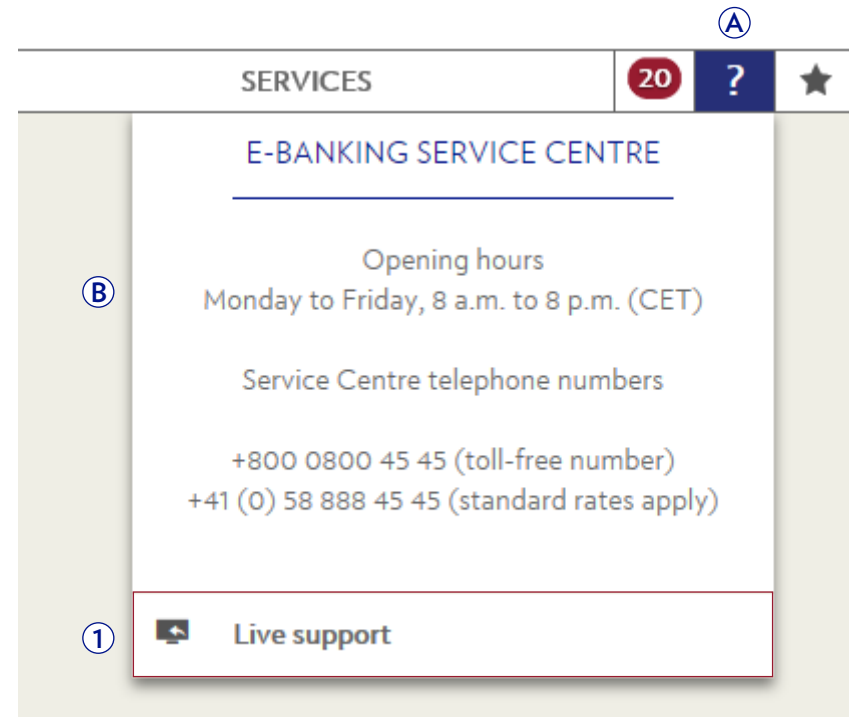 Ⓐ
SERVICES 20 ?
E-BANKING SERVICE CENTRE
Opening hours
Ⓑ Monday to Friday, 8 a.m. to 8 p.m. (CET)
Service Centre telephone numbers
+800 0800 45 45 (toll-free number)
+41 (0) 58 888 45 45 (standard rates apply)
① Live support